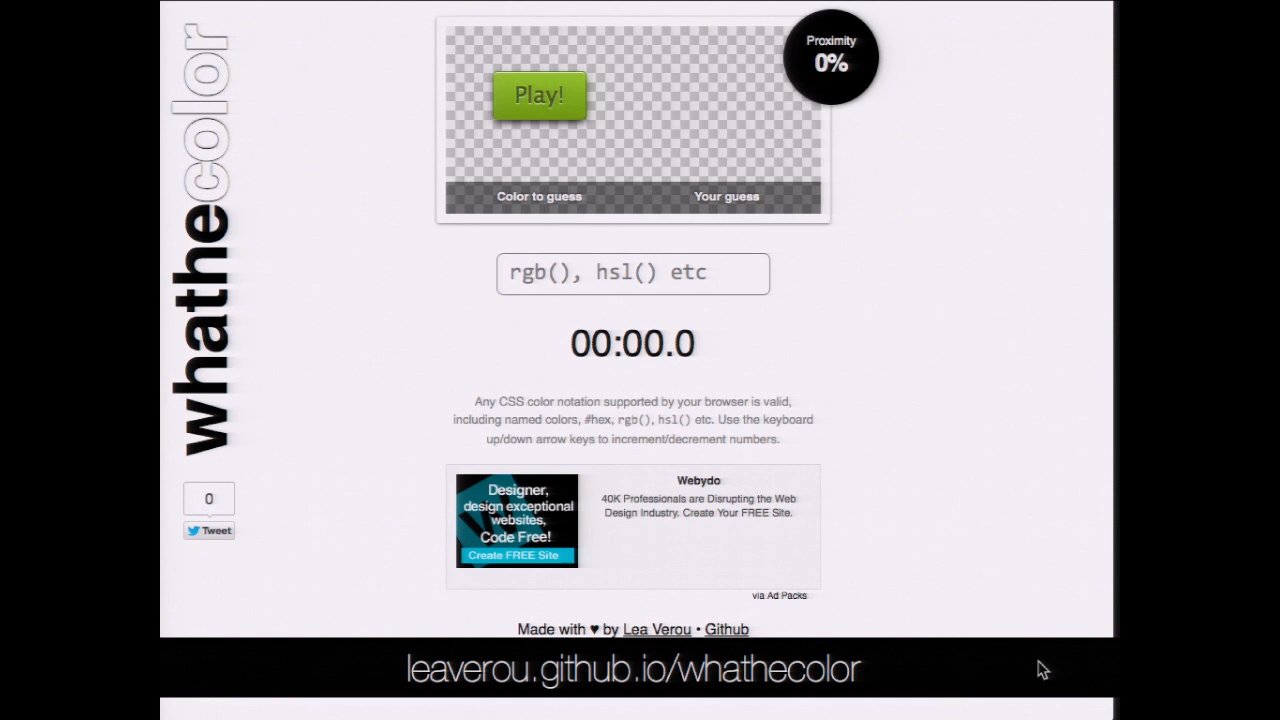 whathecolor
Proximity
0%
Play!
Color to guess
Your guess
rgb(), hsl() etc
00:00.0
Any CSS color notation supported by your browser is valid,
including named colors, #hex, rgb(), hsl() etc. Use the keyboard
up/down arrow keys to increment/decrement numbers.
0
Tweet
Designer,
design exceptional
websites,
Code Free!
Create FREE Site
Webydo
40K Professionals are Disrupting the Web
Design Industry. Create Your FREE Site.
via Ad Packs
Made with ♥ by Lea Verou • Github
leaverou.github.io/whathecolor